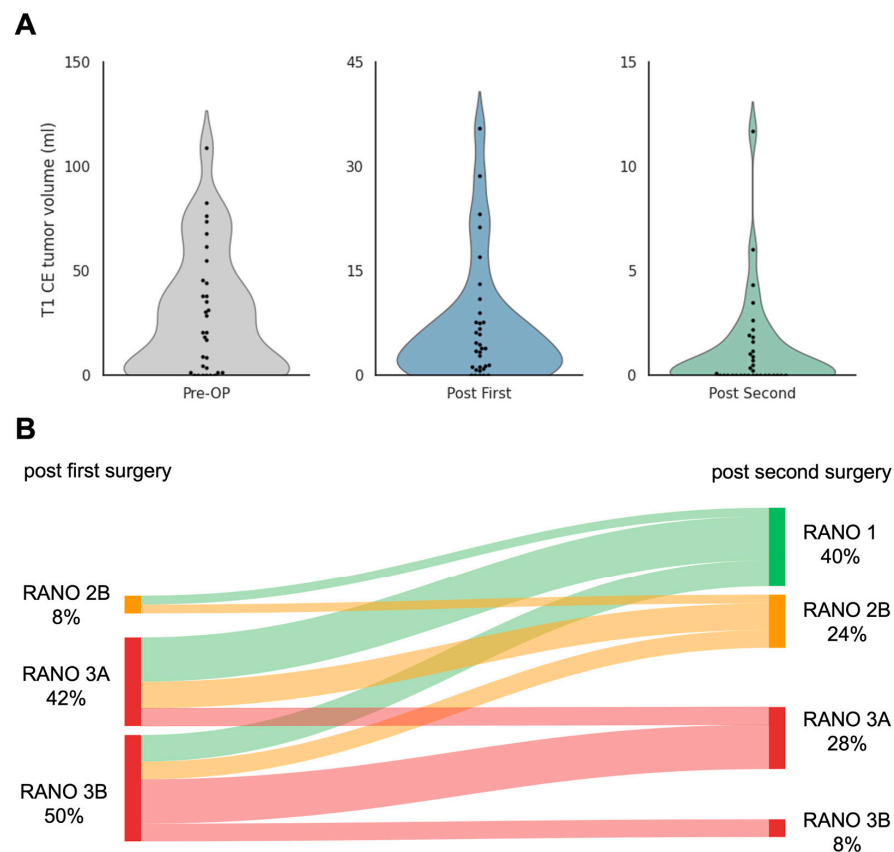 A
T1 CE tumor volume (ml)
150
100
50
0
Pre-OP
45
30
15
0
Post First
15
10
5
0
Post Second
B
post first surgery
post second surgery
RANO 2B
8%
RANO 3A
42%
RANO 3B
50%
RANO 1
40%
RANO 2B
24%
RANO 3A
28%
RANO 3B
8%